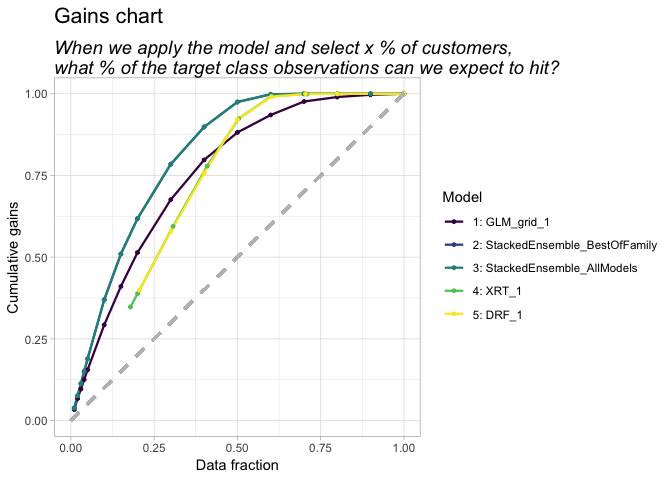 Gains chart
When we apply the model and select x % of customers,
what % of the target class observations can we expect to hit?
1.00
0.75
0.50
0.25
0.00
Cumulative gains
0.00 0.25 0.50 0.75 1.00
Data fraction
Model
1: GLM_grid_1
2: StackedEnsemble_BestOfFamily
3: StackedEnsemble_AllModels
4: XRT_1
5: DRF_1